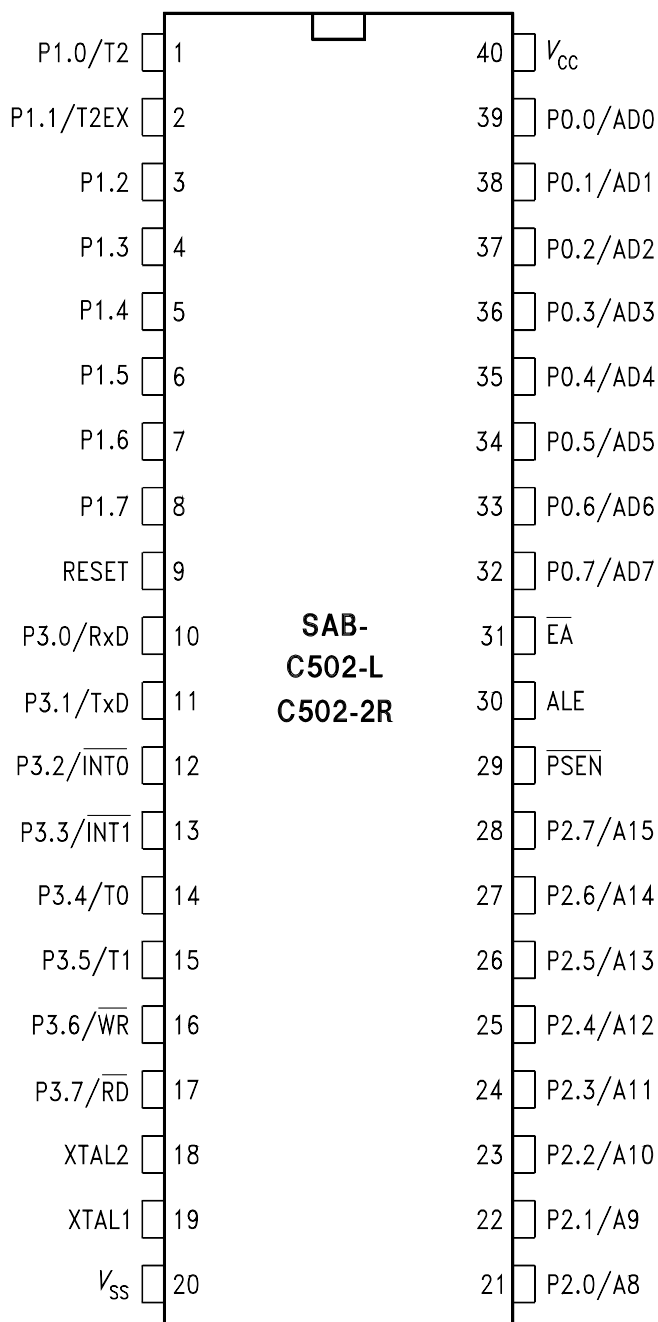 P1.0/T2 1 40 VCC
P1.1/T2EX 2 39 P0.0/AD0
P1.2 3 38 P0.1/AD1
P1.3 4 37 P0.2/AD2
P1.4 5 36 P0.3/AD3
P1.5 6 35 P0.4/AD4
P1.6 7 34 P0.5/AD5
P1.7 8 33 P0.6/AD6
RESET 9 32 P0.7/AD7
P3.0/RxD 10 SAB- 31 E̅A̅
C502-L
P3.1/TxD 11 C502-2R 30 ALE
P3.2/I̅N̅T̅0̅ 12 29 P̅S̅E̅N̅
P3.3/I̅N̅T̅1̅ 13 28 P2.7/A15
P3.4/T0 14 27 P2.6/A14
P3.5/T1 15 26 P2.5/A13
P3.6/W̅R̅ 16 25 P2.4/A12
P3.7/R̅D̅ 17 24 P2.3/A11
XTAL2 18 23 P2.2/A10
XTAL1 19 22 P2.1/A9
VSS 20 21 P2.0/A8